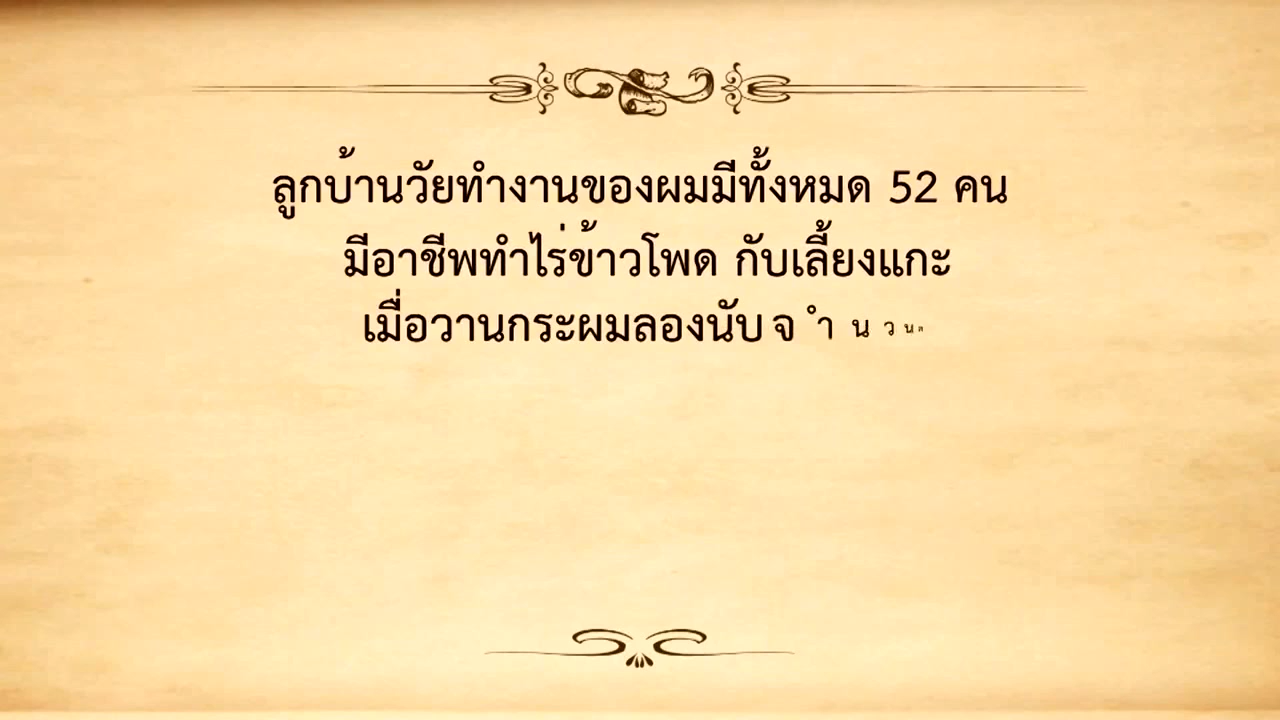 ลูกบ้านวัยทำงานของผมมีทั้งหมด 52 คน
มีอาชีพทำไร่ข้าวโพด กับเลี้ยงแกะ
เมื่อวานกระผมลองนับจำนวน